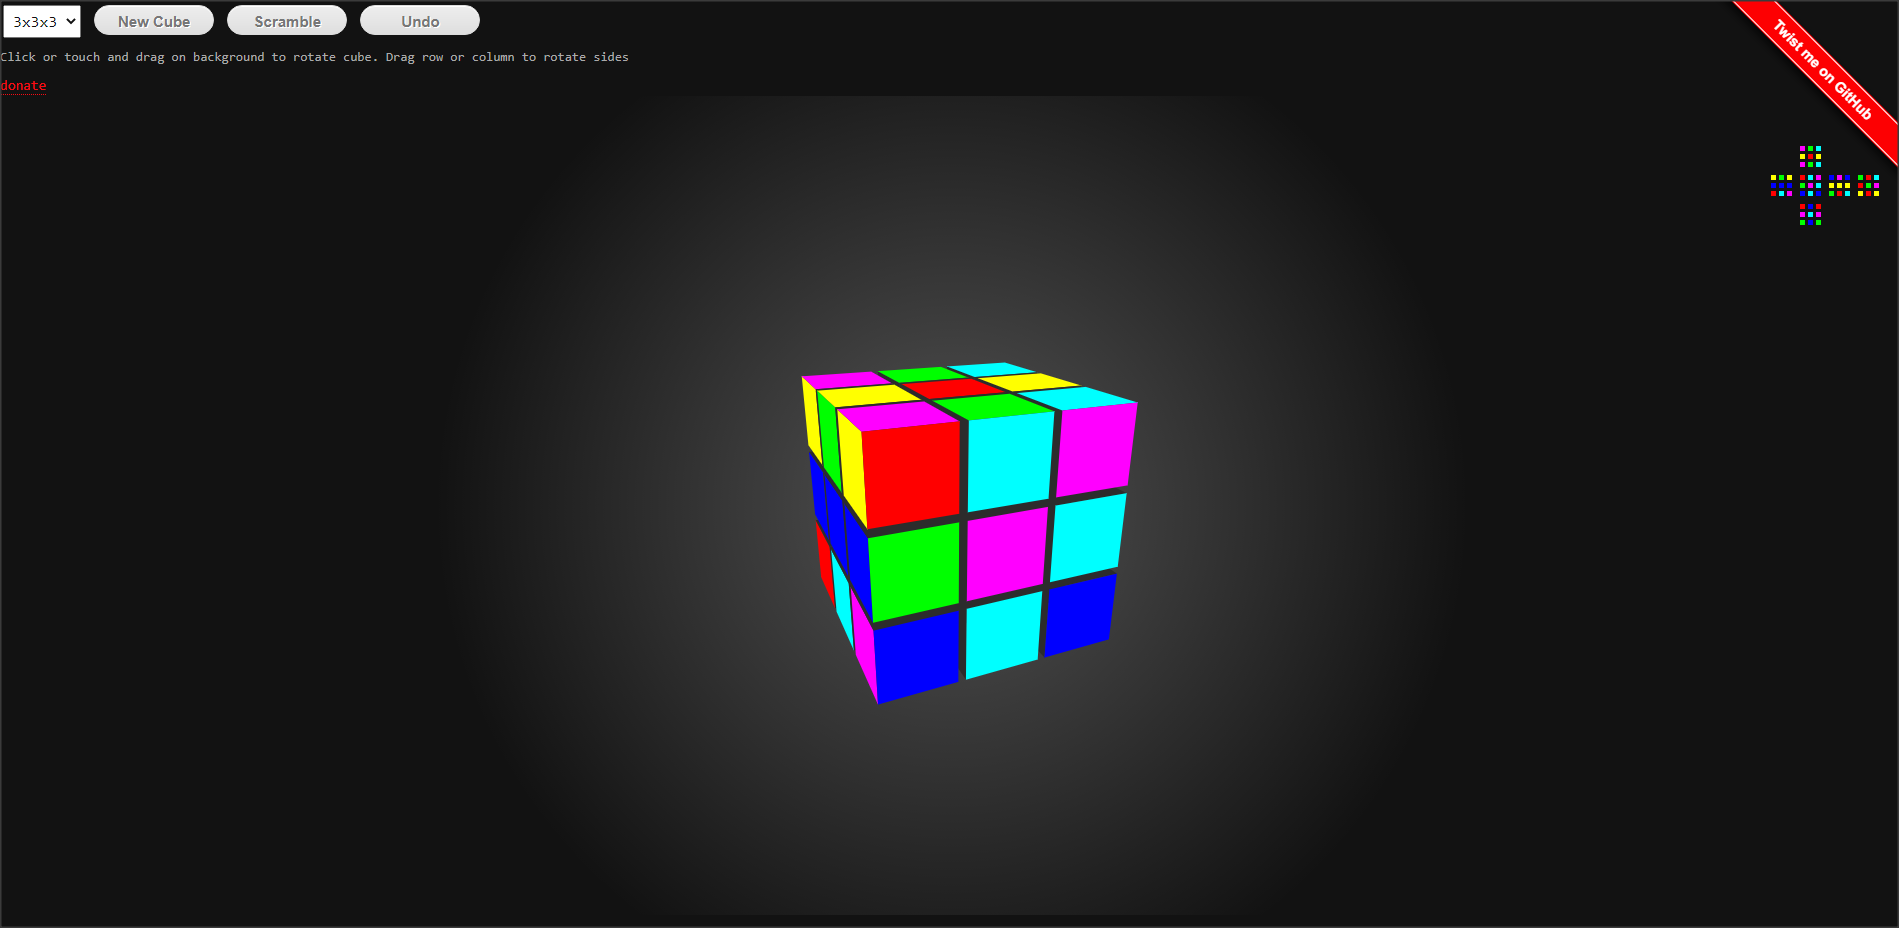 3x3x3 New Cube Scramble Undo
Click or touch and drag on background to rotate cube. Drag row or column to rotate sides
donate
Twist me on GitHub